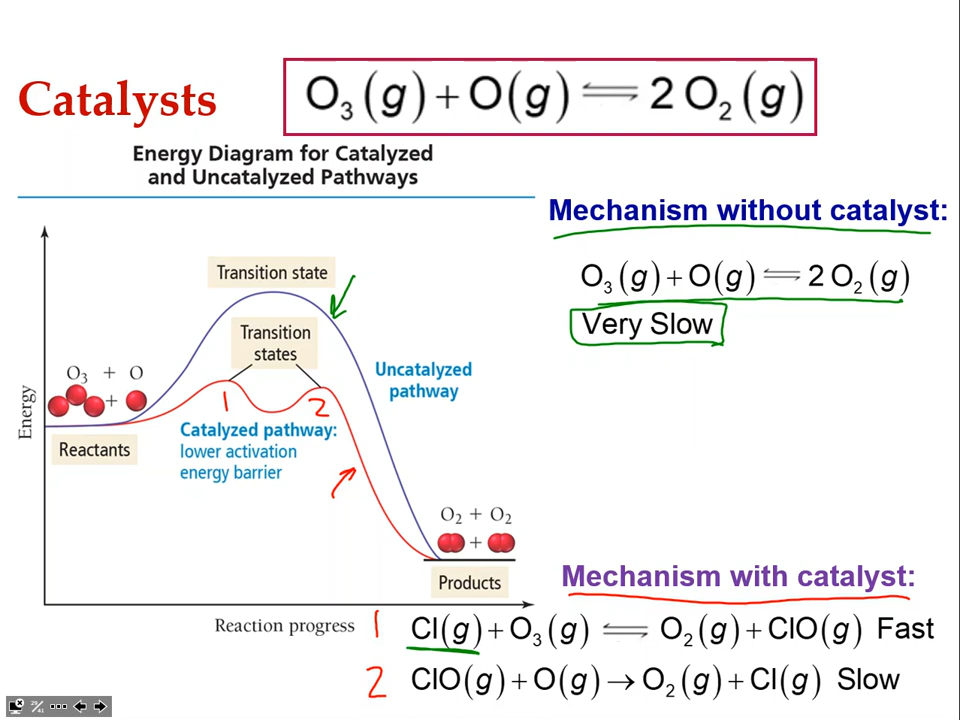 Catalysts
O₃(g) + O(g) ⇌ 2 O₂(g)
Energy Diagram for Catalyzed
and Uncatalyzed Pathways
Mechanism without catalyst:
O₃(g) + O(g) ⇌ 2 O₂(g)
Very Slow
Transition state
Transition
states
O₃ + O
+
Reactants
1
2
Uncatalyzed
pathway
Catalyzed pathway:
lower activation
energy barrier
Energy
O₂ + O₂
+
Products
Reaction progress
Mechanism with catalyst:
1 Cl(g) + O₃(g) ⇌ O₂(g) + ClO(g) Fast
2 ClO(g) + O(g) → O₂(g) + Cl(g) Slow